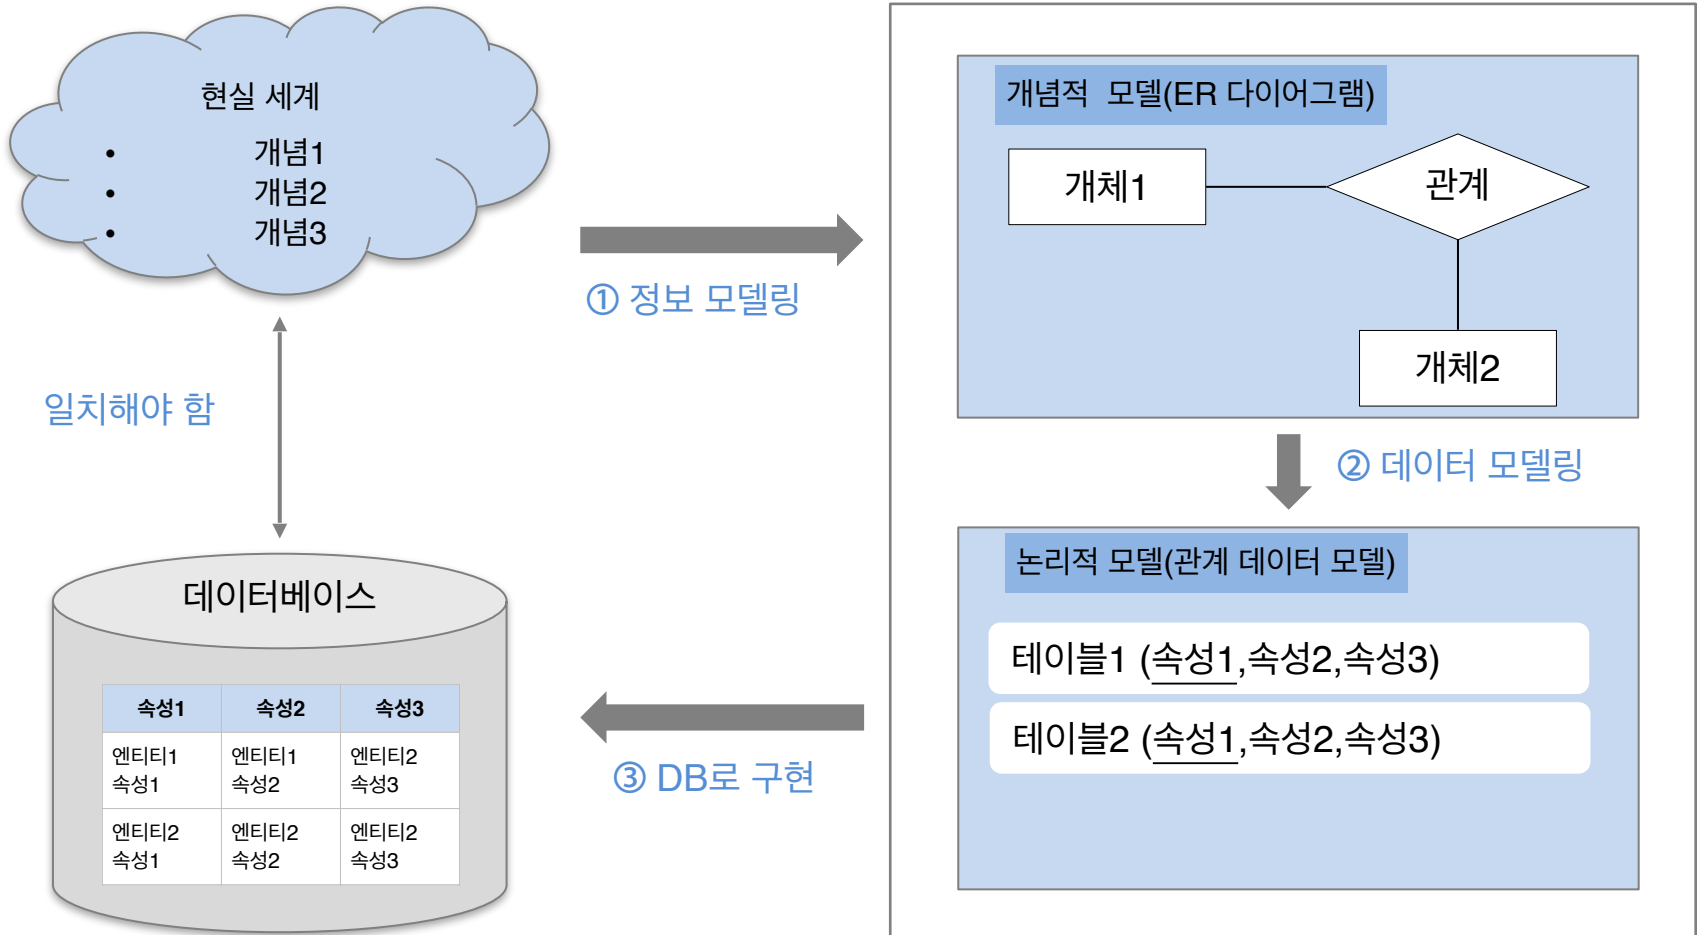 현실 세계
• 개념1
• 개념2
• 개념3
① 정보 모델링
개념적 모델(ER 다이어그램)
개체1
관계
개체2
② 데이터 모델링
논리적 모델(관계 데이터 모델)
테이블1 (속성1,속성2,속성3)
테이블2 (속성1,속성2,속성3)
③ DB로 구현
일치해야 함
데이터베이스
속성1 속성2 속성3
엔티티1 엔티티1 엔티티2
속성1 속성2 속성3
엔티티2 엔티티2 엔티티2
속성1 속성2 속성3